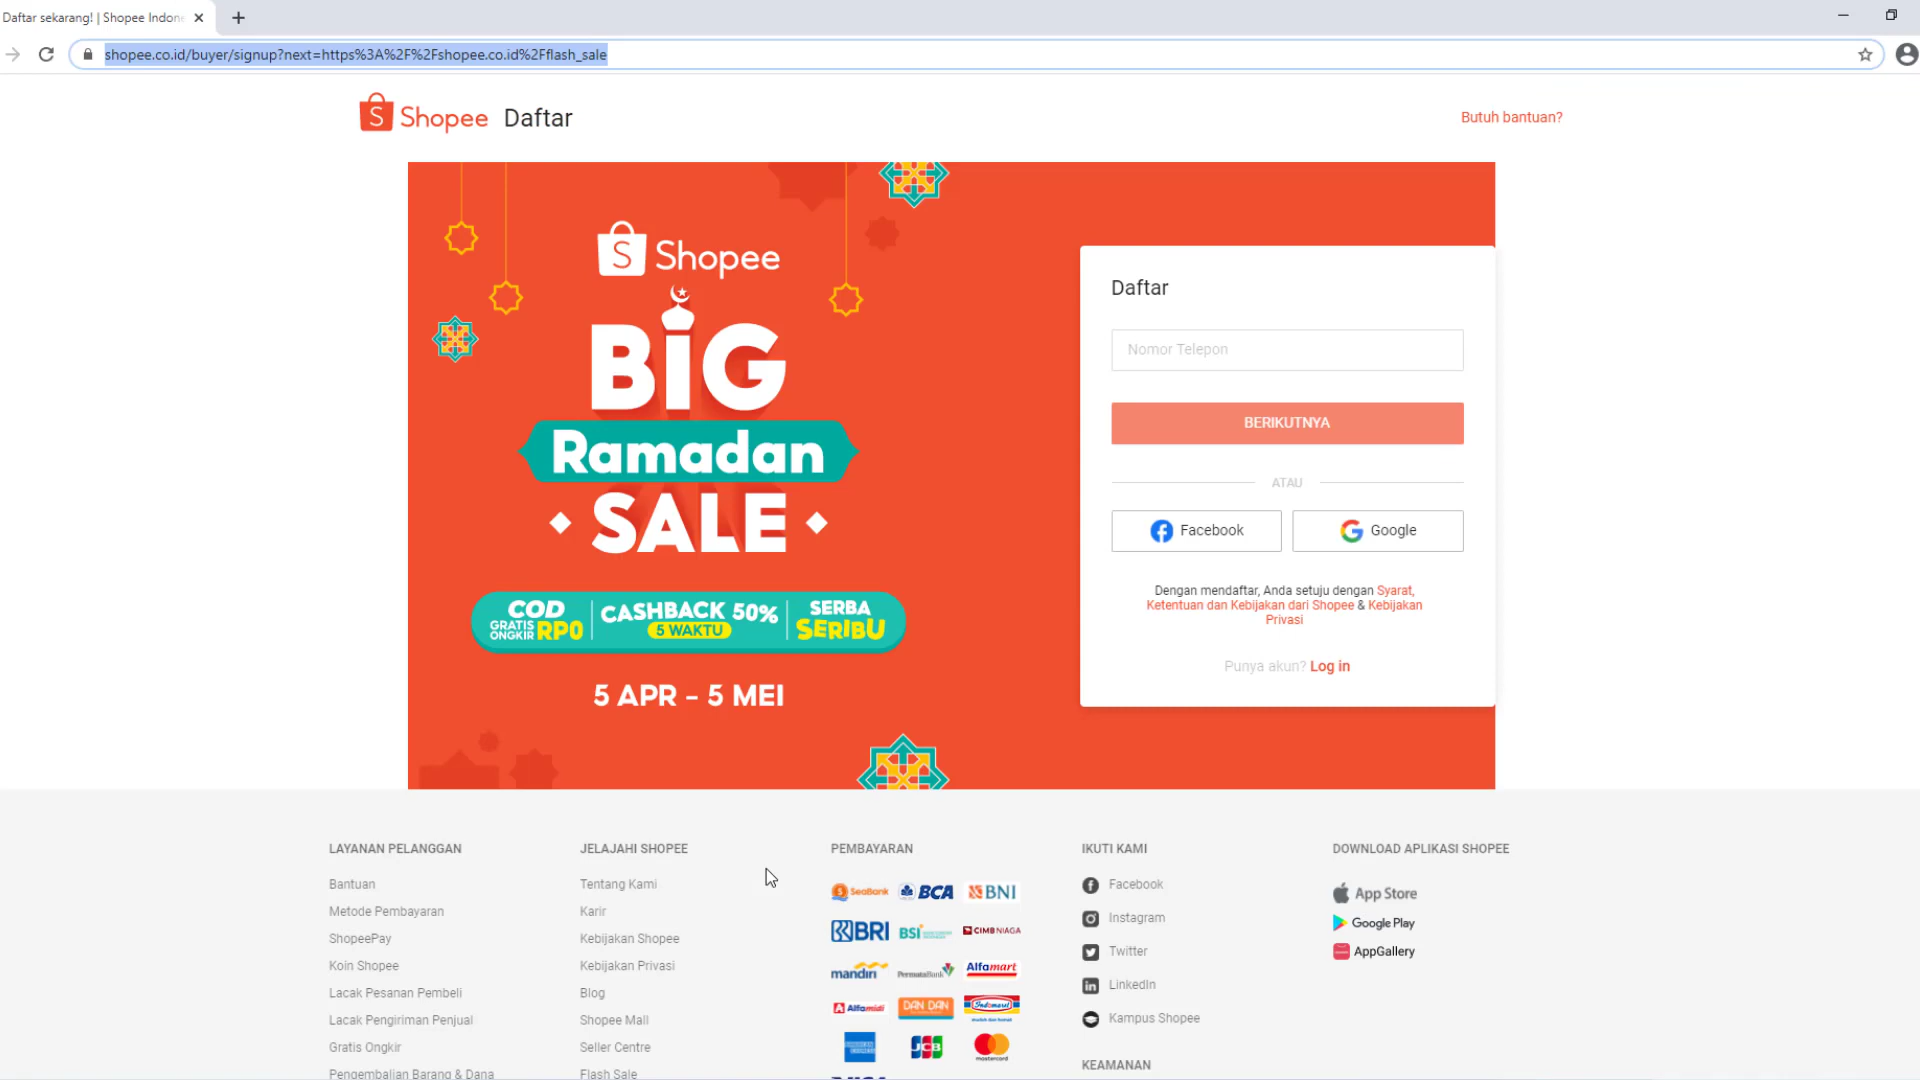 Daftar sekarang! | Shopee Indon
shopee.co.id/buyer/signup?next=https%3A%2F%2Fshopee.co.id%2Fflash_sale
Shopee Daftar
Butuh bantuan?
Shopee
BIG
Ramadan
SALE
COD
GRATIS ONGKIR RP0
CASHBACK 50%
5 WAKTU
SERBA
SERIBU
5 APR - 5 MEI
Daftar
Nomor Telepon
BERIKUTNYA
ATAU
Facebook
Google
Dengan mendaftar, Anda setuju dengan Syarat,
Ketentuan dan Kebijakan dari Shopee & Kebijakan
Privasi
Punya akun? Log in
LAYANAN PELANGGAN
Bantuan
Metode Pembayaran
ShopeePay
Koin Shopee
Lacak Pesanan Pembeli
Lacak Pengiriman Penjual
Gratis Ongkir
Pengembalian Barang & Dana
JELAJAHI SHOPEE
Tentang Kami
Karir
Kebijakan Shopee
Kebijakan Privasi
Blog
Shopee Mall
Seller Centre
Flash Sale
PEMBAYARAN
SeaBank BCA BNI
BRI BSI CIMB NIAGA
mandiri PermataBank Alfamart
Alfamidi DAN DAN Indomaret
AMERICAN EXPRESS JCB mastercard
VISA
IKUTI KAMI
Facebook
Instagram
Twitter
LinkedIn
Kampus Shopee
KEAMANAN
DOWNLOAD APLIKASI SHOPEE
App Store
Google Play
AppGallery